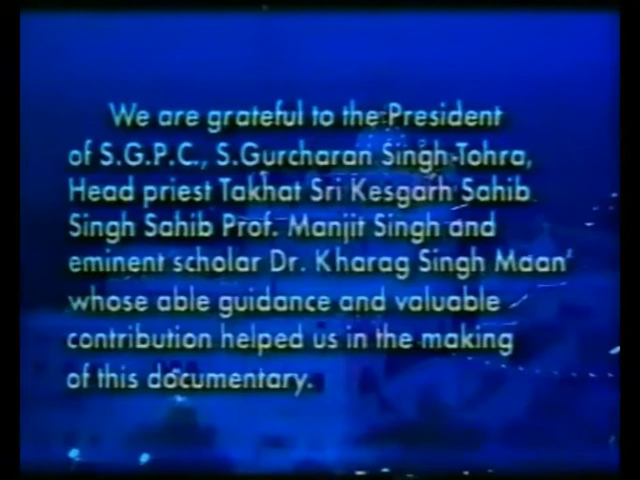 We are grateful to the President
of S.G.P.C., S.Gurcharan Singh-Tohra,
Head priest Takhat Sri Kesgarh Sahib
Singh Sahib Prof. Manjit Singh and
eminent scholar Dr. Kharag Singh Maan
whose able guidance and valuable
contribution helped us in the making
of this documentary.